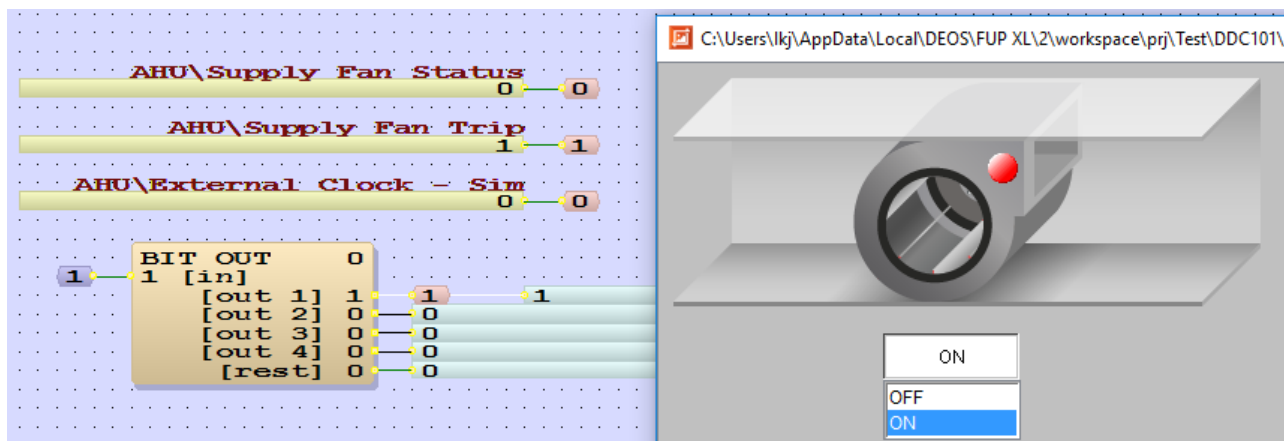 C:\Users\lkj\AppData\Local\DEOS\FUP XL\2\workspace\prj\Test\DDC101\
AHU\Supply Fan Status
0 0
AHU\Supply Fan Trip
1 1
AHU\External Clock - Sim
0 0
BIT OUT 0
1 1 [in]
[out 1] 1 1 1
[out 2] 0 0
[out 3] 0 0
[out 4] 0 0
[rest] 0 0
ON
OFF
ON